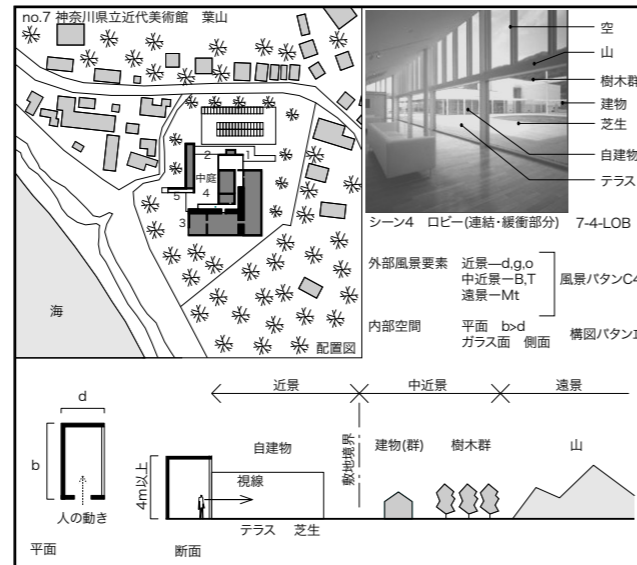 no.7 神奈川県立近代美術館　葉山
1
2
中庭
4
5
3
海
配置図
空
山
樹木群
建物
芝生
自建物
テラス
シーン4　ロビー(連結・緩衝部分)　7-4-LOB
外部風景要素　近景―d,g,o
中近景―B,T
遠景―Mt
風景パタンC4
内部空間　平面　b>d
ガラス面　側面
近景　中近景　遠景
d
b
人の動き
平面
4m以上
自建物
視線
テラス　芝生
断面
敷地境界
建物(群)　樹木群　山